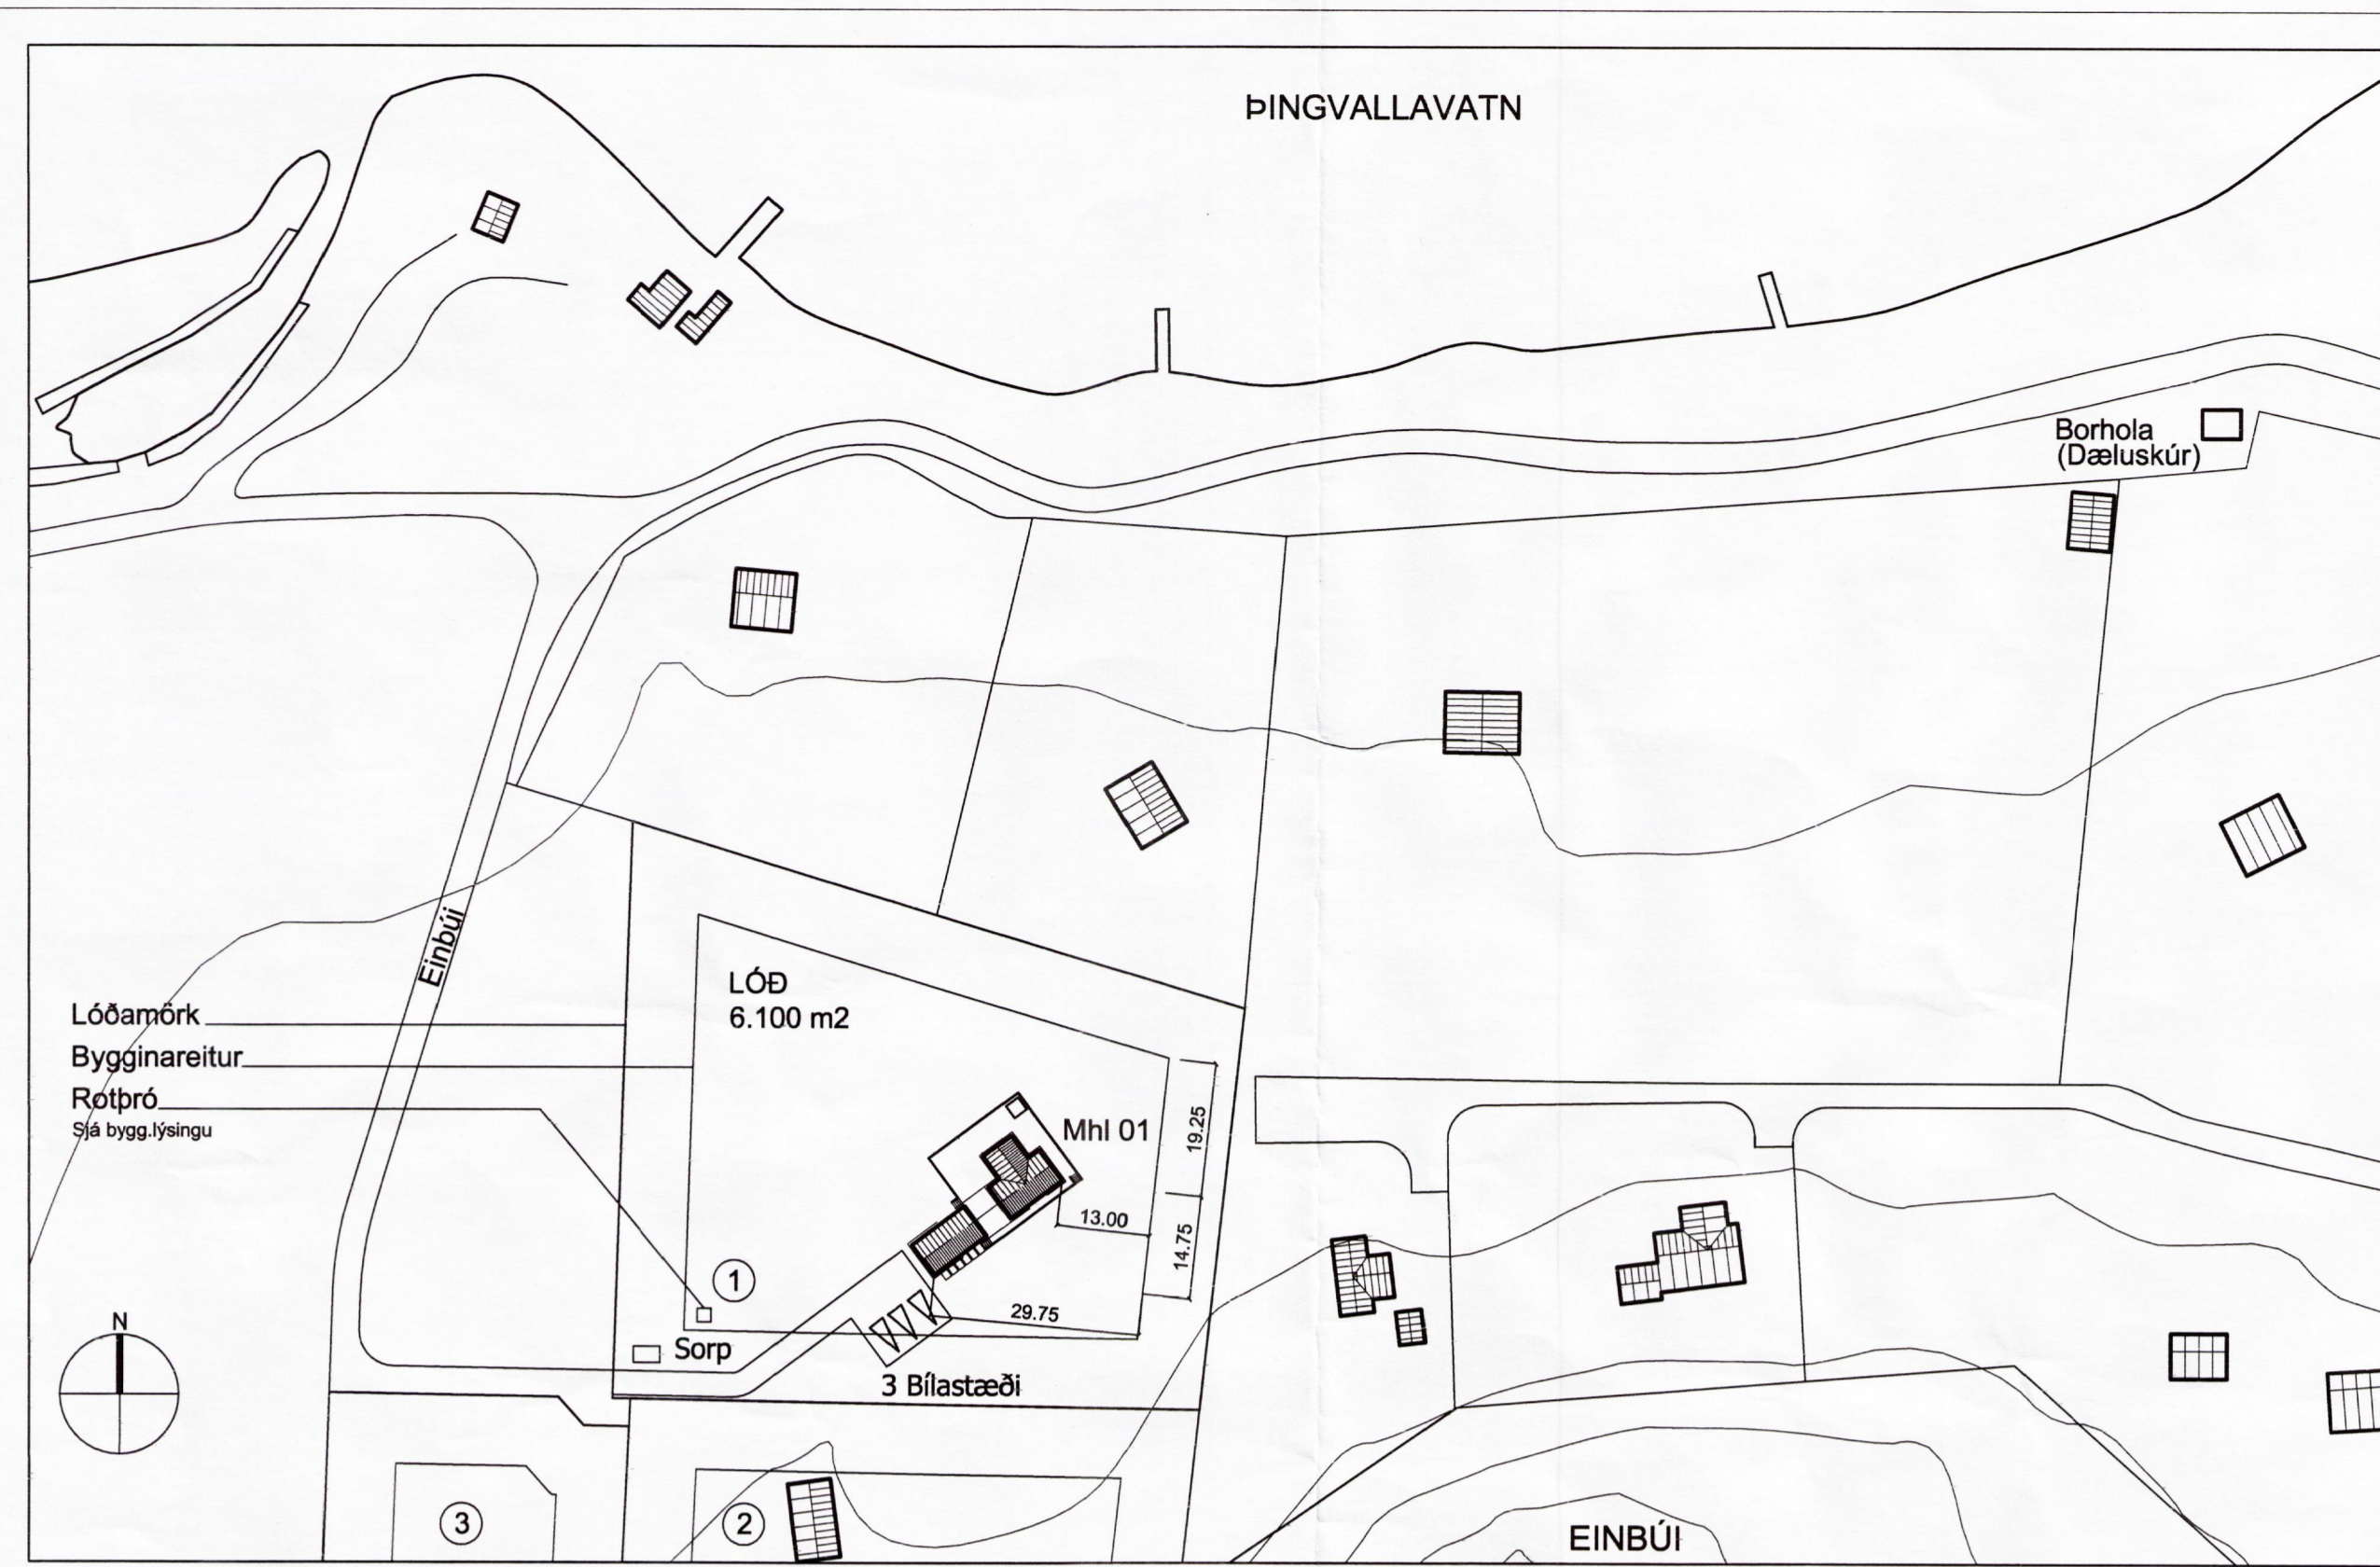 ÞINGVALLAVATN
Borhola
(Dæluskúr)
Einbúi
LÓÐ
6.100 m2
Lóðamörk
Bygginareitur
Rotþró
Sjá bygg.lýsingu
Mhl 01
19.25
13.00
14.75
29.75
1
Sorp
3 Bílastæði
N
3
2
EINBÚI